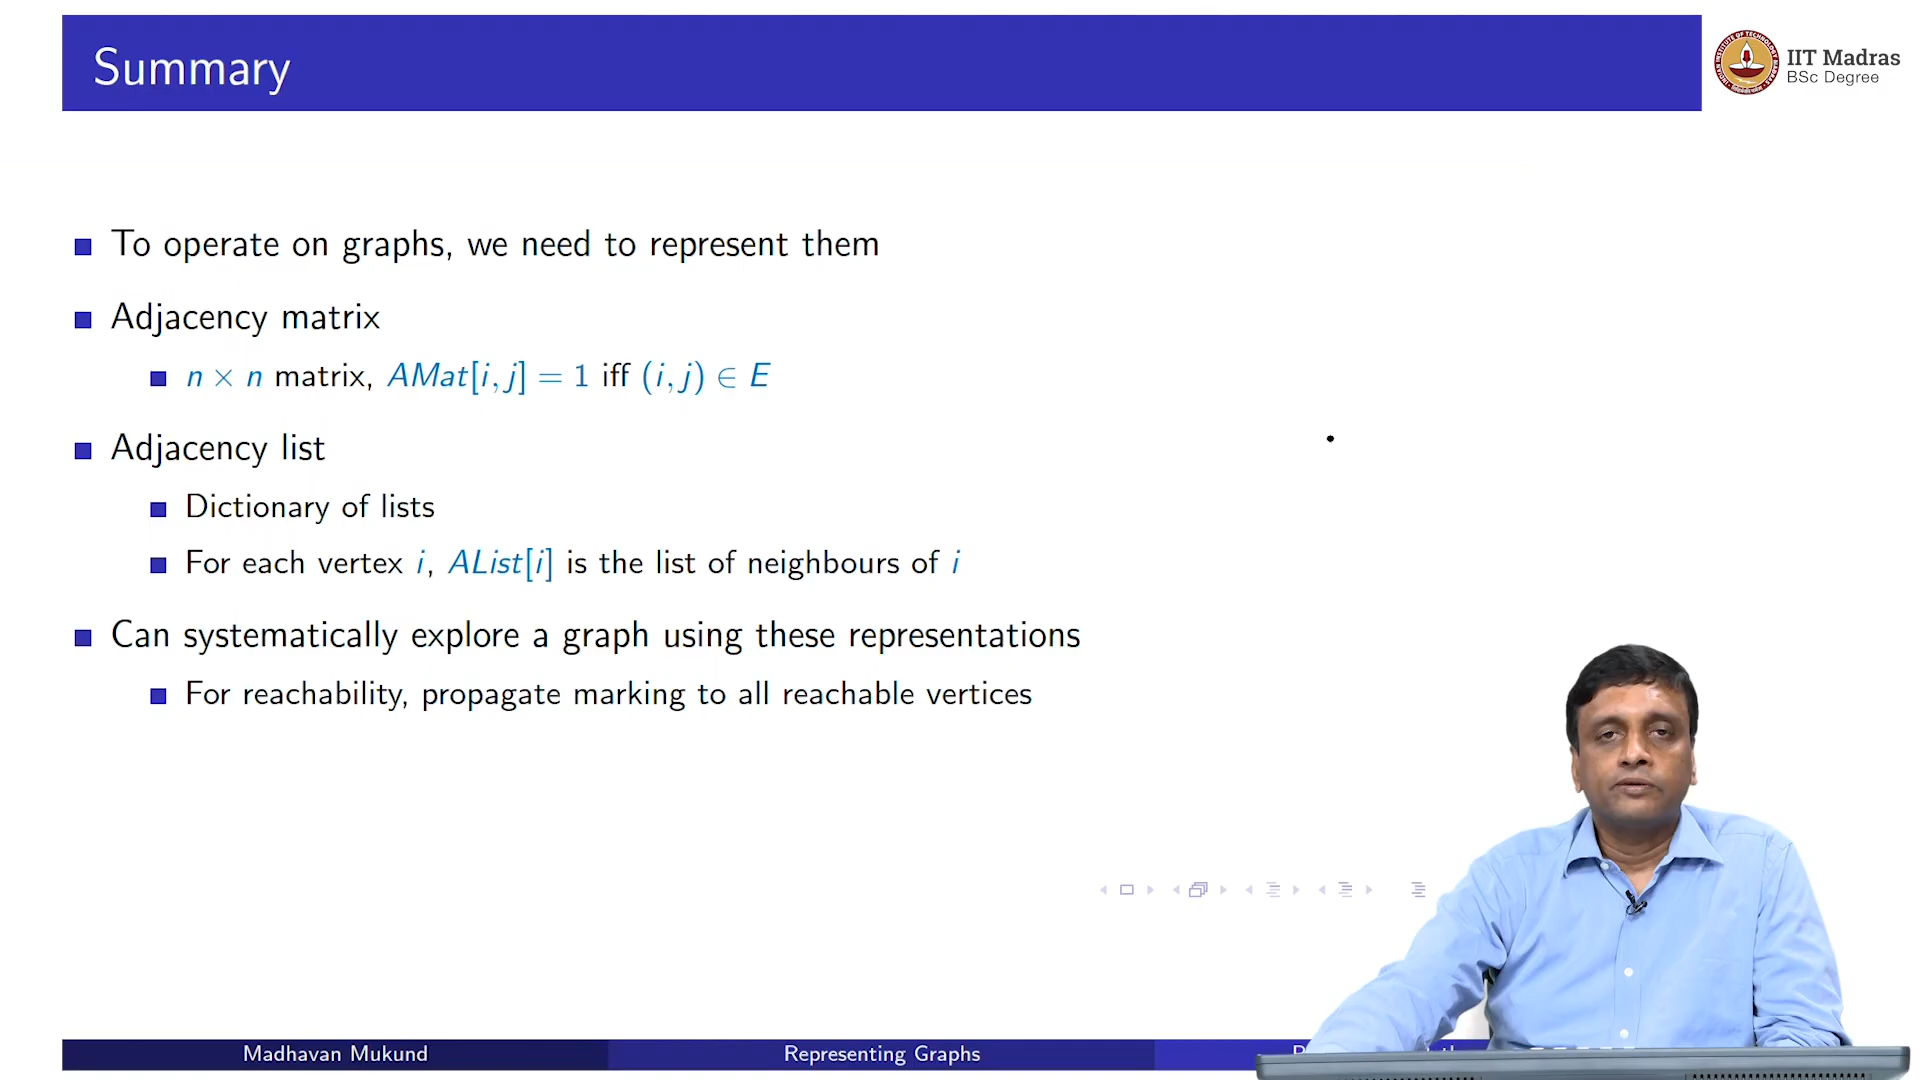 Summary
IIT Madras
BSc Degree
To operate on graphs, we need to represent them
Adjacency matrix
n × n matrix, AMat[i, j] = 1 iff (i, j) ∈ E
Adjacency list
Dictionary of lists
For each vertex i, AList[i] is the list of neighbours of i
Can systematically explore a graph using these representations
For reachability, propagate marking to all reachable vertices
Madhavan Mukund
Representing Graphs